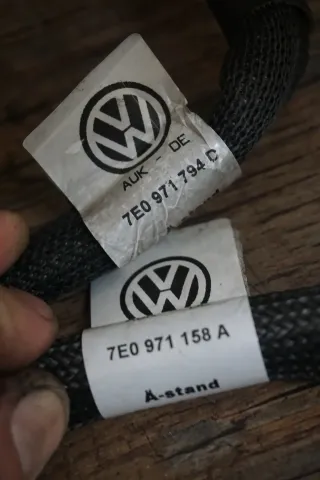 AUK - DE
7E0 971 794 C
7E0 971 158 A
Ä-stand